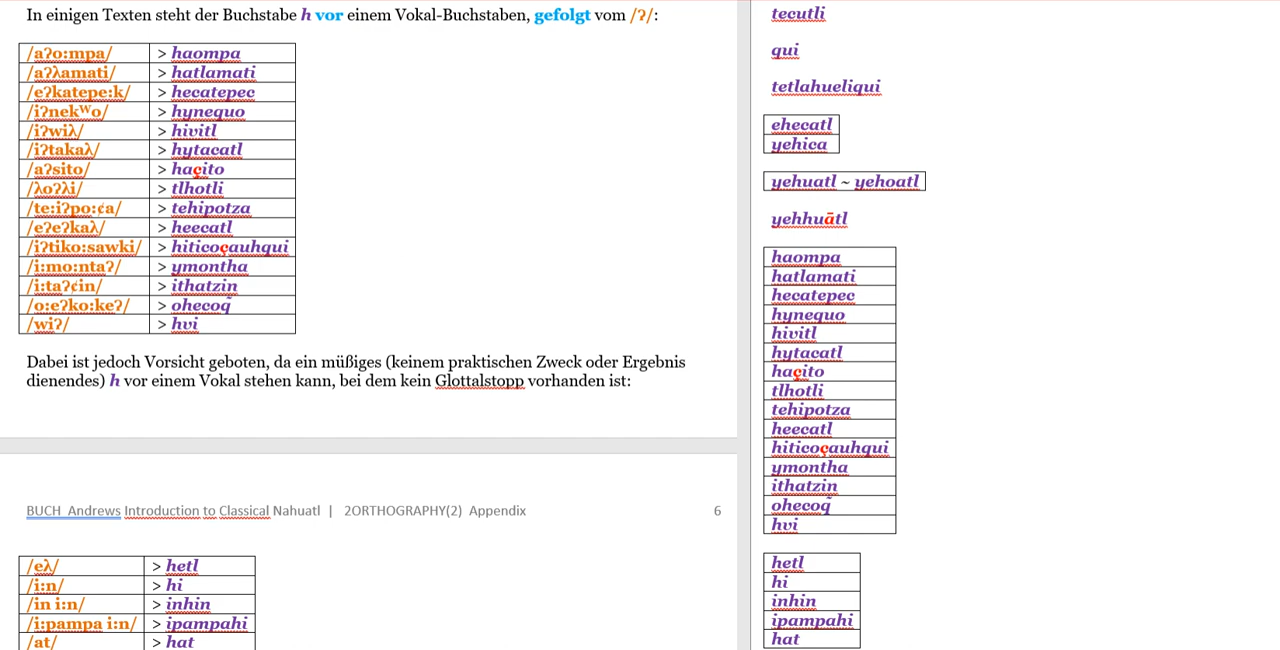 In einigen Texten steht der Buchstabe h vor einem Vokal-Buchstaben, gefolgt vom /ʔ/:
/aʔo:mpa/ > haompa
/aʔλamati/ > hatlamati
/eʔkatepe:k/ > hecatepec
/iʔnekᵂo/ > hynequo
/iʔwiλ/ > hivitl
/iʔtakaλ/ > hytacatl
/aʔsito/ > haçito
/λoʔλi/ > tlhotli
/te:iʔpo:¢a/ > tehipotza
/eʔeʔkaλ/ > heecatl
/iʔtiko:sawki/ > hiticoçauhqui
/i:mo:ntaʔ/ > ymontha
/i:taʔ¢in/ > ithatzin
/o:eʔko:keʔ/ > ohecoq̃
/wiʔ/ > hvi
Dabei ist jedoch Vorsicht geboten, da ein müßiges (keinem praktischen Zweck oder Ergebnis
dienendes) h vor einem Vokal stehen kann, bei dem kein Glottalstopp vorhanden ist:
BUCH Andrews Introduction to Classical Nahuatl | 2ORTHOGRAPHY(2) Appendix 6
/eλ/ > hetl
/i:n/ > hi
/in i:n/ > inhin
/i:pampa i:n/ > ipampahi
/at/ > hat
tecutli
qui
tetlahueliqui
ehecatl
yehica
yehuatl ~ yehoatl
yehhuātl
haompa
hatlamati
hecatepec
hynequo
hivitl
hytacatl
haçito
tlhotli
tehipotza
heecatl
hiticoçauhqui
ymontha
ithatzin
ohecoq̃
hvi
hetl
hi
inhin
ipampahi
hat